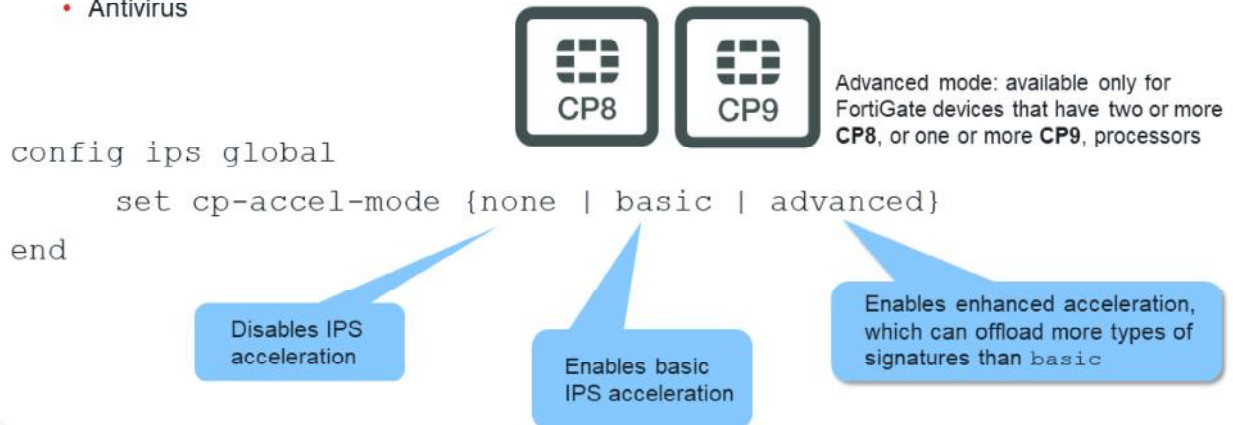 • Antivirus
CP8
CP9
Advanced mode: available only for
FortiGate devices that have two or more
CP8, or one or more CP9, processors
config ips global
set cp-accel-mode {none | basic | advanced}
end
Disables IPS
acceleration
Enables basic
IPS acceleration
Enables enhanced acceleration,
which can offload more types of
signatures than basic